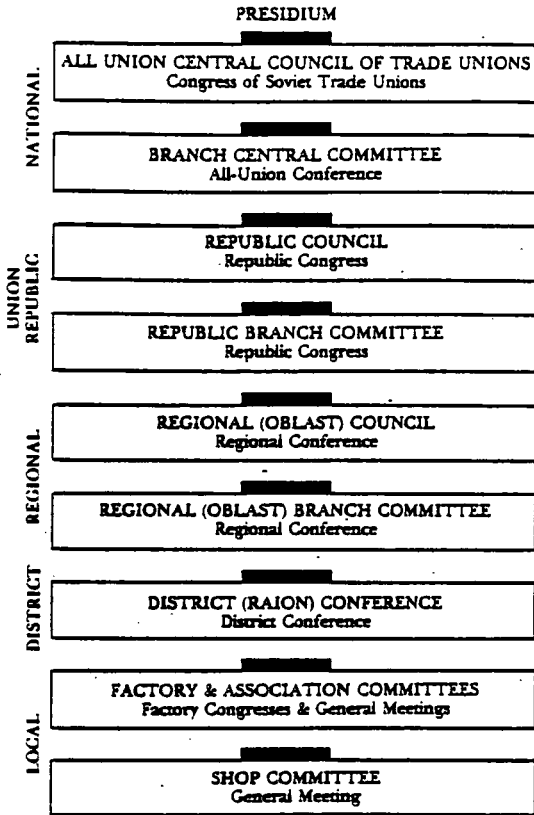 PRESIDIUM
NATIONAL
ALL UNION CENTRAL COUNCIL OF TRADE UNIONS
Congress of Soviet Trade Unions
BRANCH CENTRAL COMMITTEE
All-Union Conference
UNION
REPUBLIC
REPUBLIC COUNCIL
Republic Congress
REPUBLIC BRANCH COMMITTEE
Republic Congress
REGIONAL
REGIONAL (OBLAST) COUNCIL
Regional Conference
REGIONAL (OBLAST) BRANCH COMMITTEE
Regional Conference
DISTRICT
DISTRICT (RAION) CONFERENCE
District Conference
LOCAL
FACTORY & ASSOCIATION COMMITTEES
Factory Congresses & General Meetings
SHOP COMMITTEE
General Meeting